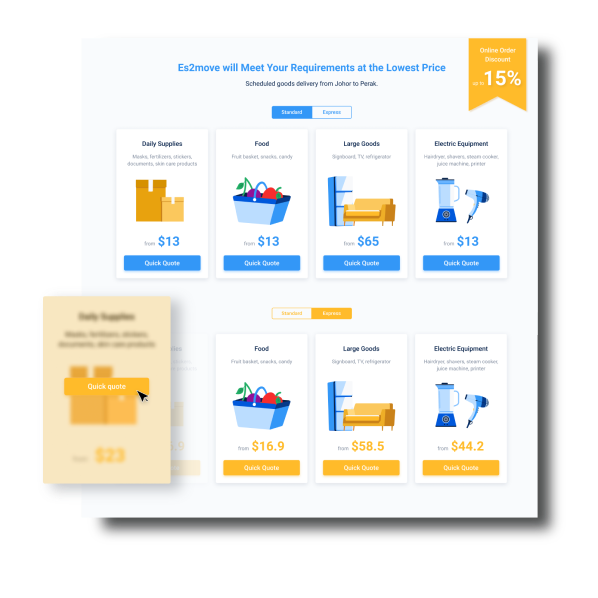 Online Order
Discount
up to 15%
Es2move will Meet Your Requirements at the Lowest Price
Scheduled goods delivery from Johor to Perak.
Standard Express
Daily Supplies
Masks, fertilizers, stickers,
documents, skin care products
from $13
Quick Quote
Food
Fruit basket, snacks, candy
from $13
Quick Quote
Large Goods
Signboard, TV, refrigerator
from $65
Quick Quote
Electric Equipment
Hairdryer, shavers, steam cooker,
juice machine, printer
from $13
Quick Quote
Standard Express
Daily Supplies
Masks, fertilizers, stickers,
documents, skin care products
Quick quote
from $23
Food
Fruit basket, snacks, candy
from $16.9
Quick Quote
Large Goods
Signboard, TV, refrigerator
from $58.5
Quick Quote
Electric Equipment
Hairdryer, shavers, steam cooker,
juice machine, printer
from $44.2
Quick Quote